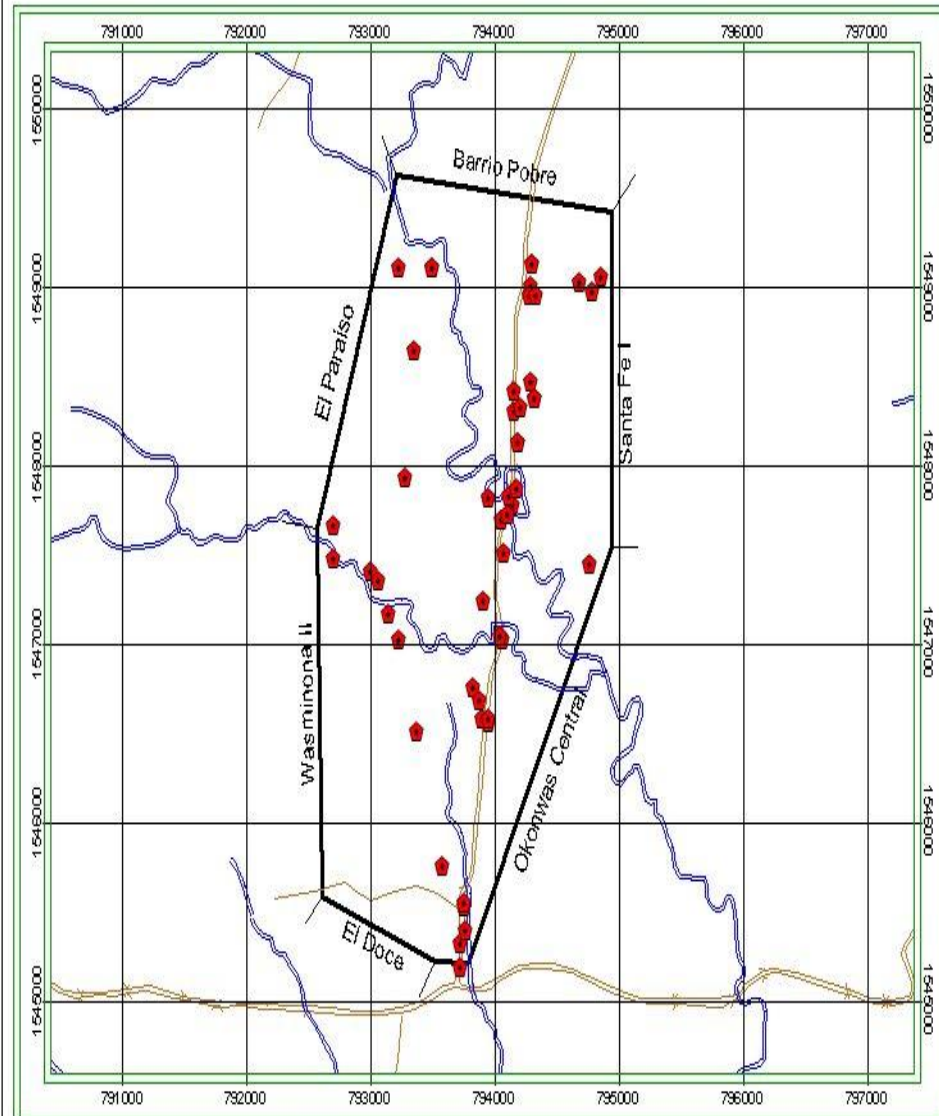 791000 792000 793000 794000 795000 796000 797000
1550000 1550000
Barrio Pobre
1549000 1549000
El Paraíso
Santa Fe I
1548000 1548000
Wasminona II
1547000 1547000
Okonwas Central
1546000 1546000
El Doce
1545000 1545000
791000 792000 793000 794000 795000 796000 797000